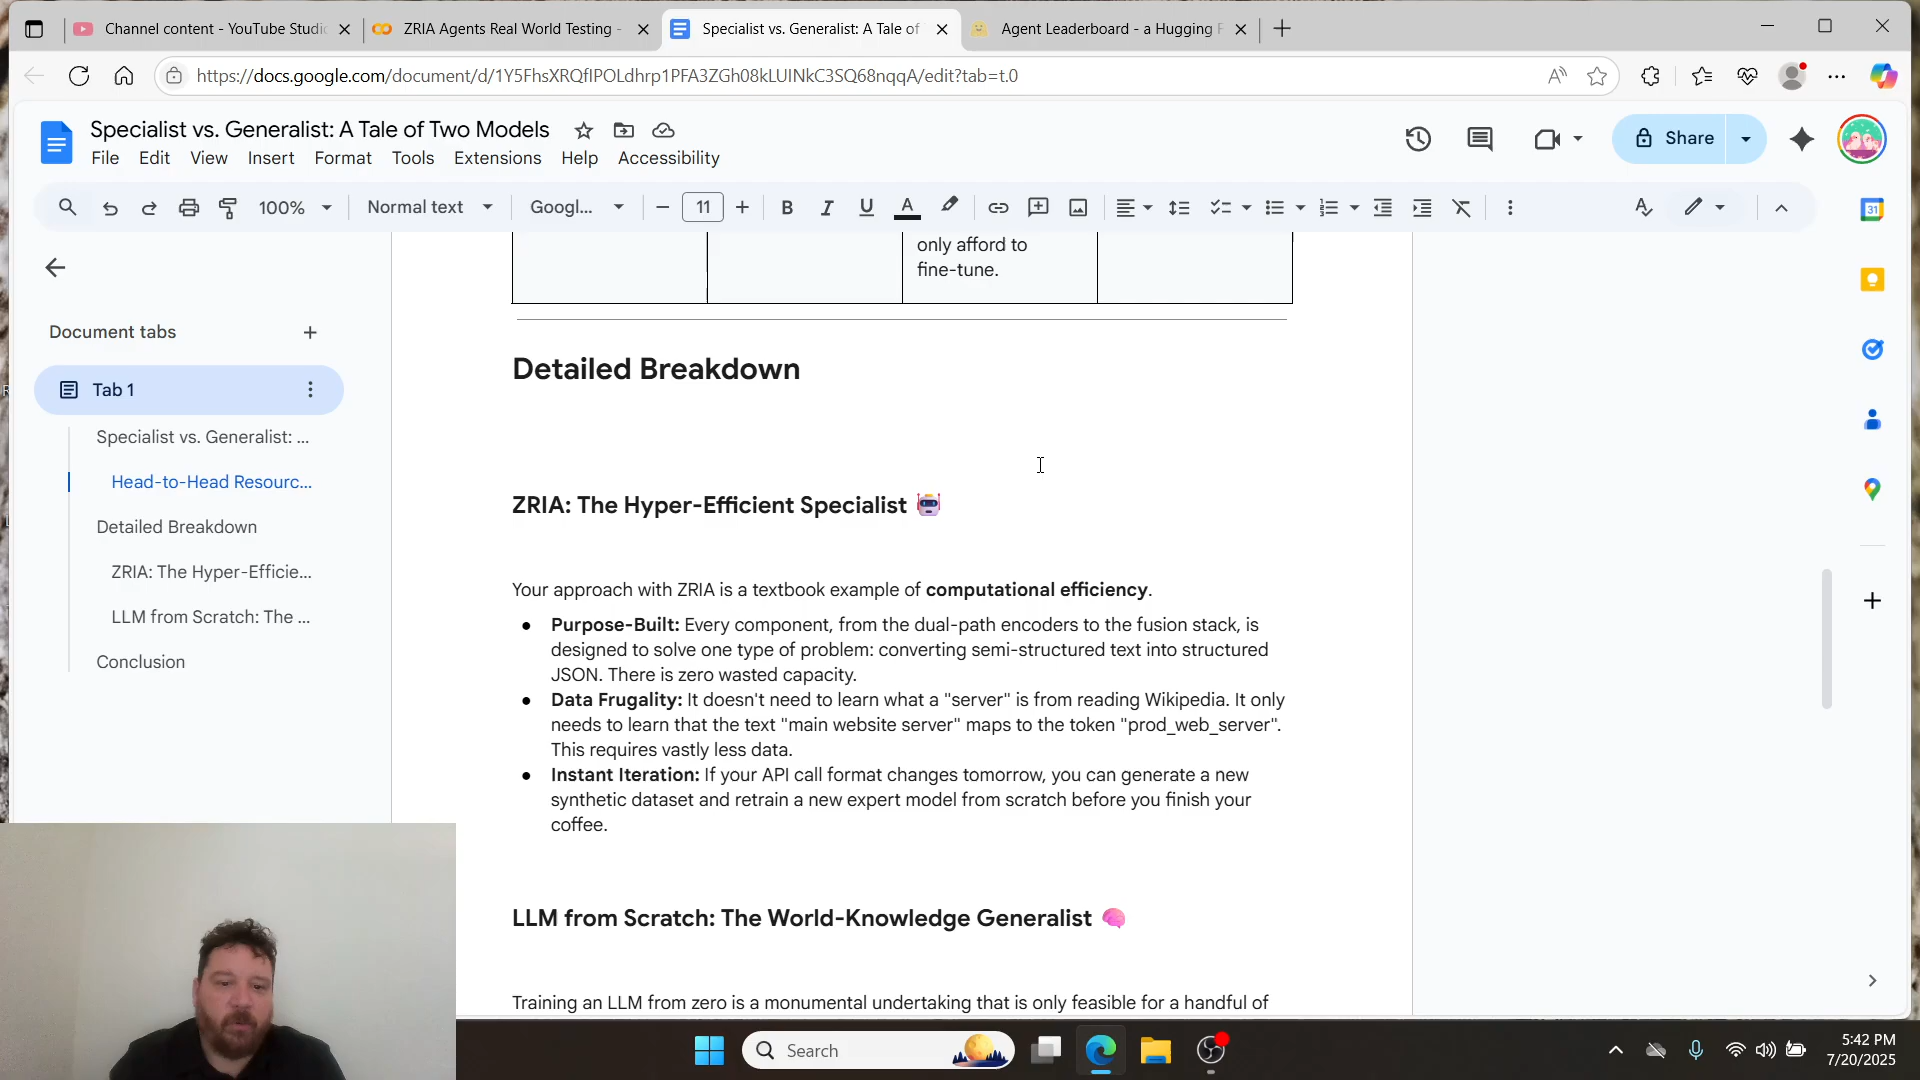 Channel content - YouTube Studi
ZRIA Agents Real World Testing -
Specialist vs. Generalist: A Tale of
Agent Leaderboard - a Hugging F
https://docs.google.com/document/d/1Y5FhsXRQfIPOLdhrp1PFA3ZGh08kLUINkC3SQ68nqqA/edit?tab=t.0
Specialist vs. Generalist: A Tale of Two Models
File Edit View Insert Format Tools Extensions Help Accessibility
Share
100% Normal text Googl... 11
only afford to
fine-tune.
Document tabs
Tab 1
Specialist vs. Generalist: ...
Head-to-Head Resourc...
Detailed Breakdown
ZRIA: The Hyper-Efficie...
LLM from Scratch: The ...
Conclusion
Detailed Breakdown
ZRIA: The Hyper-Efficient Specialist
Your approach with ZRIA is a textbook example of computational efficiency.
● Purpose-Built: Every component, from the dual-path encoders to the fusion stack, is
designed to solve one type of problem: converting semi-structured text into structured
JSON. There is zero wasted capacity.
● Data Frugality: It doesn't need to learn what a "server" is from reading Wikipedia. It only
needs to learn that the text "main website server" maps to the token "prod_web_server".
This requires vastly less data.
● Instant Iteration: If your API call format changes tomorrow, you can generate a new
synthetic dataset and retrain a new expert model from scratch before you finish your
coffee.
LLM from Scratch: The World-Knowledge Generalist
Training an LLM from zero is a monumental undertaking that is only feasible for a handful of
Search
5:42 PM
7/20/2025